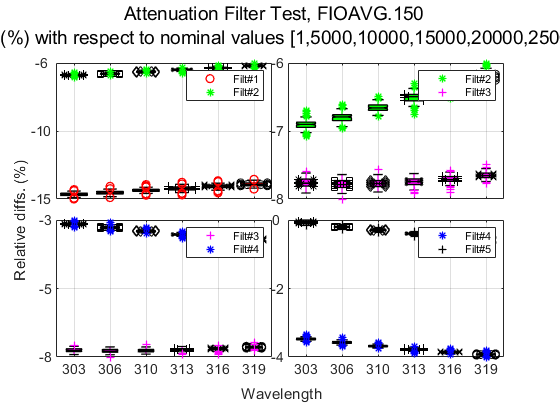 Attenuation Filter Test, FIOAVG.150
(%) with respect to nominal values [1,5000,10000,15000,20000,250
-6
-10
-15
Filt#1
Filt#2
-6
-7
-8
Filt#2
Filt#3
Relative diffs. (%)
-3
-5
-8
Filt#3
Filt#4
303 306 310 313 316 319
0
-2
-4
Filt#4
Filt#5
303 306 310 313 316 319
Wavelength